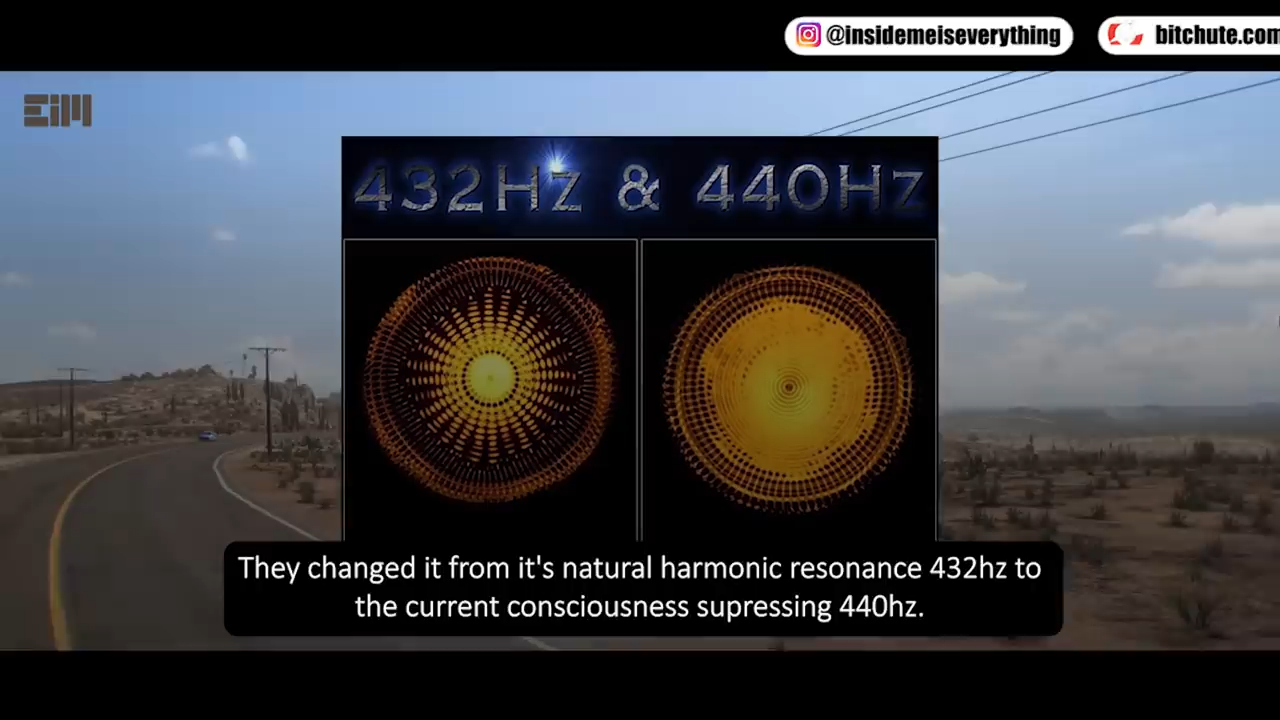 @insidemeiseverything
bitchute.com
EiM
432Hz & 440Hz
They changed it from it's natural harmonic resonance 432hz to
the current consciousness supressing 440hz.